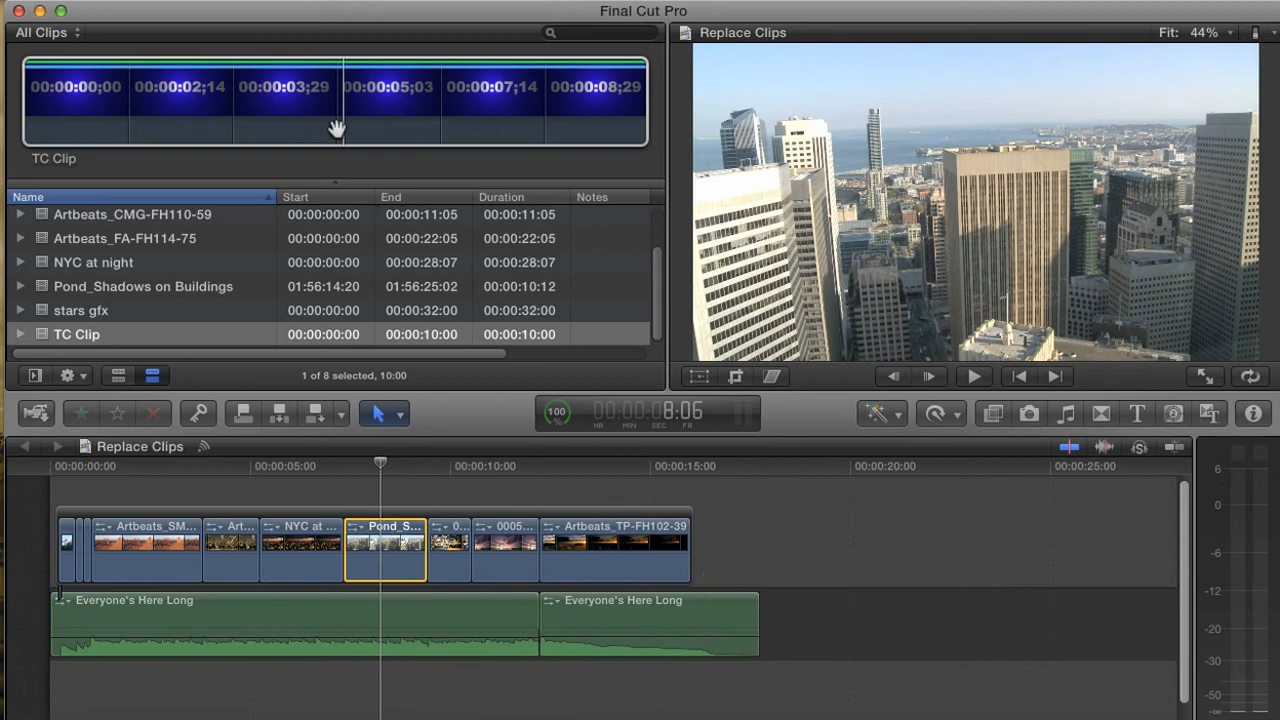 Final Cut Pro
All Clips
Replace Clips
Fit: 44%
00:00:00;00 00:00:02;14 00:00:03;29 00:00:05;03 00:00:07;14 00:00:08;29
TC Clip
Name Start End Duration Notes
Artbeats_CMG-FH110-59 00:00:00:00 00:00:11:05 00:00:11:05
Artbeats_FA-FH114-75 00:00:00:00 00:00:22:05 00:00:22:05
NYC at night 00:00:00:00 00:00:28:07 00:00:28:07
Pond_Shadows on Buildings 01:56:14:20 01:56:25:02 00:00:10:12
stars gfx 00:00:00:00 00:00:32:00 00:00:32:00
TC Clip 00:00:00:00 00:00:10:00 00:00:10:00
1 of 8 selected, 10:00
100 %
00:00:08:06
HR MIN SEC FR
Replace Clips
00:00:00:00 00:00:05:00 00:00:10:00 00:00:15:00 00:00:20:00 00:00:25:00
Artbeats_SM... Art... NYC at ... Pond_S... 0... 0005... Artbeats_TP-FH102-39
Everyone's Here Long Everyone's Here Long
6
0
-6
-12
-20
-30
-50
-∞